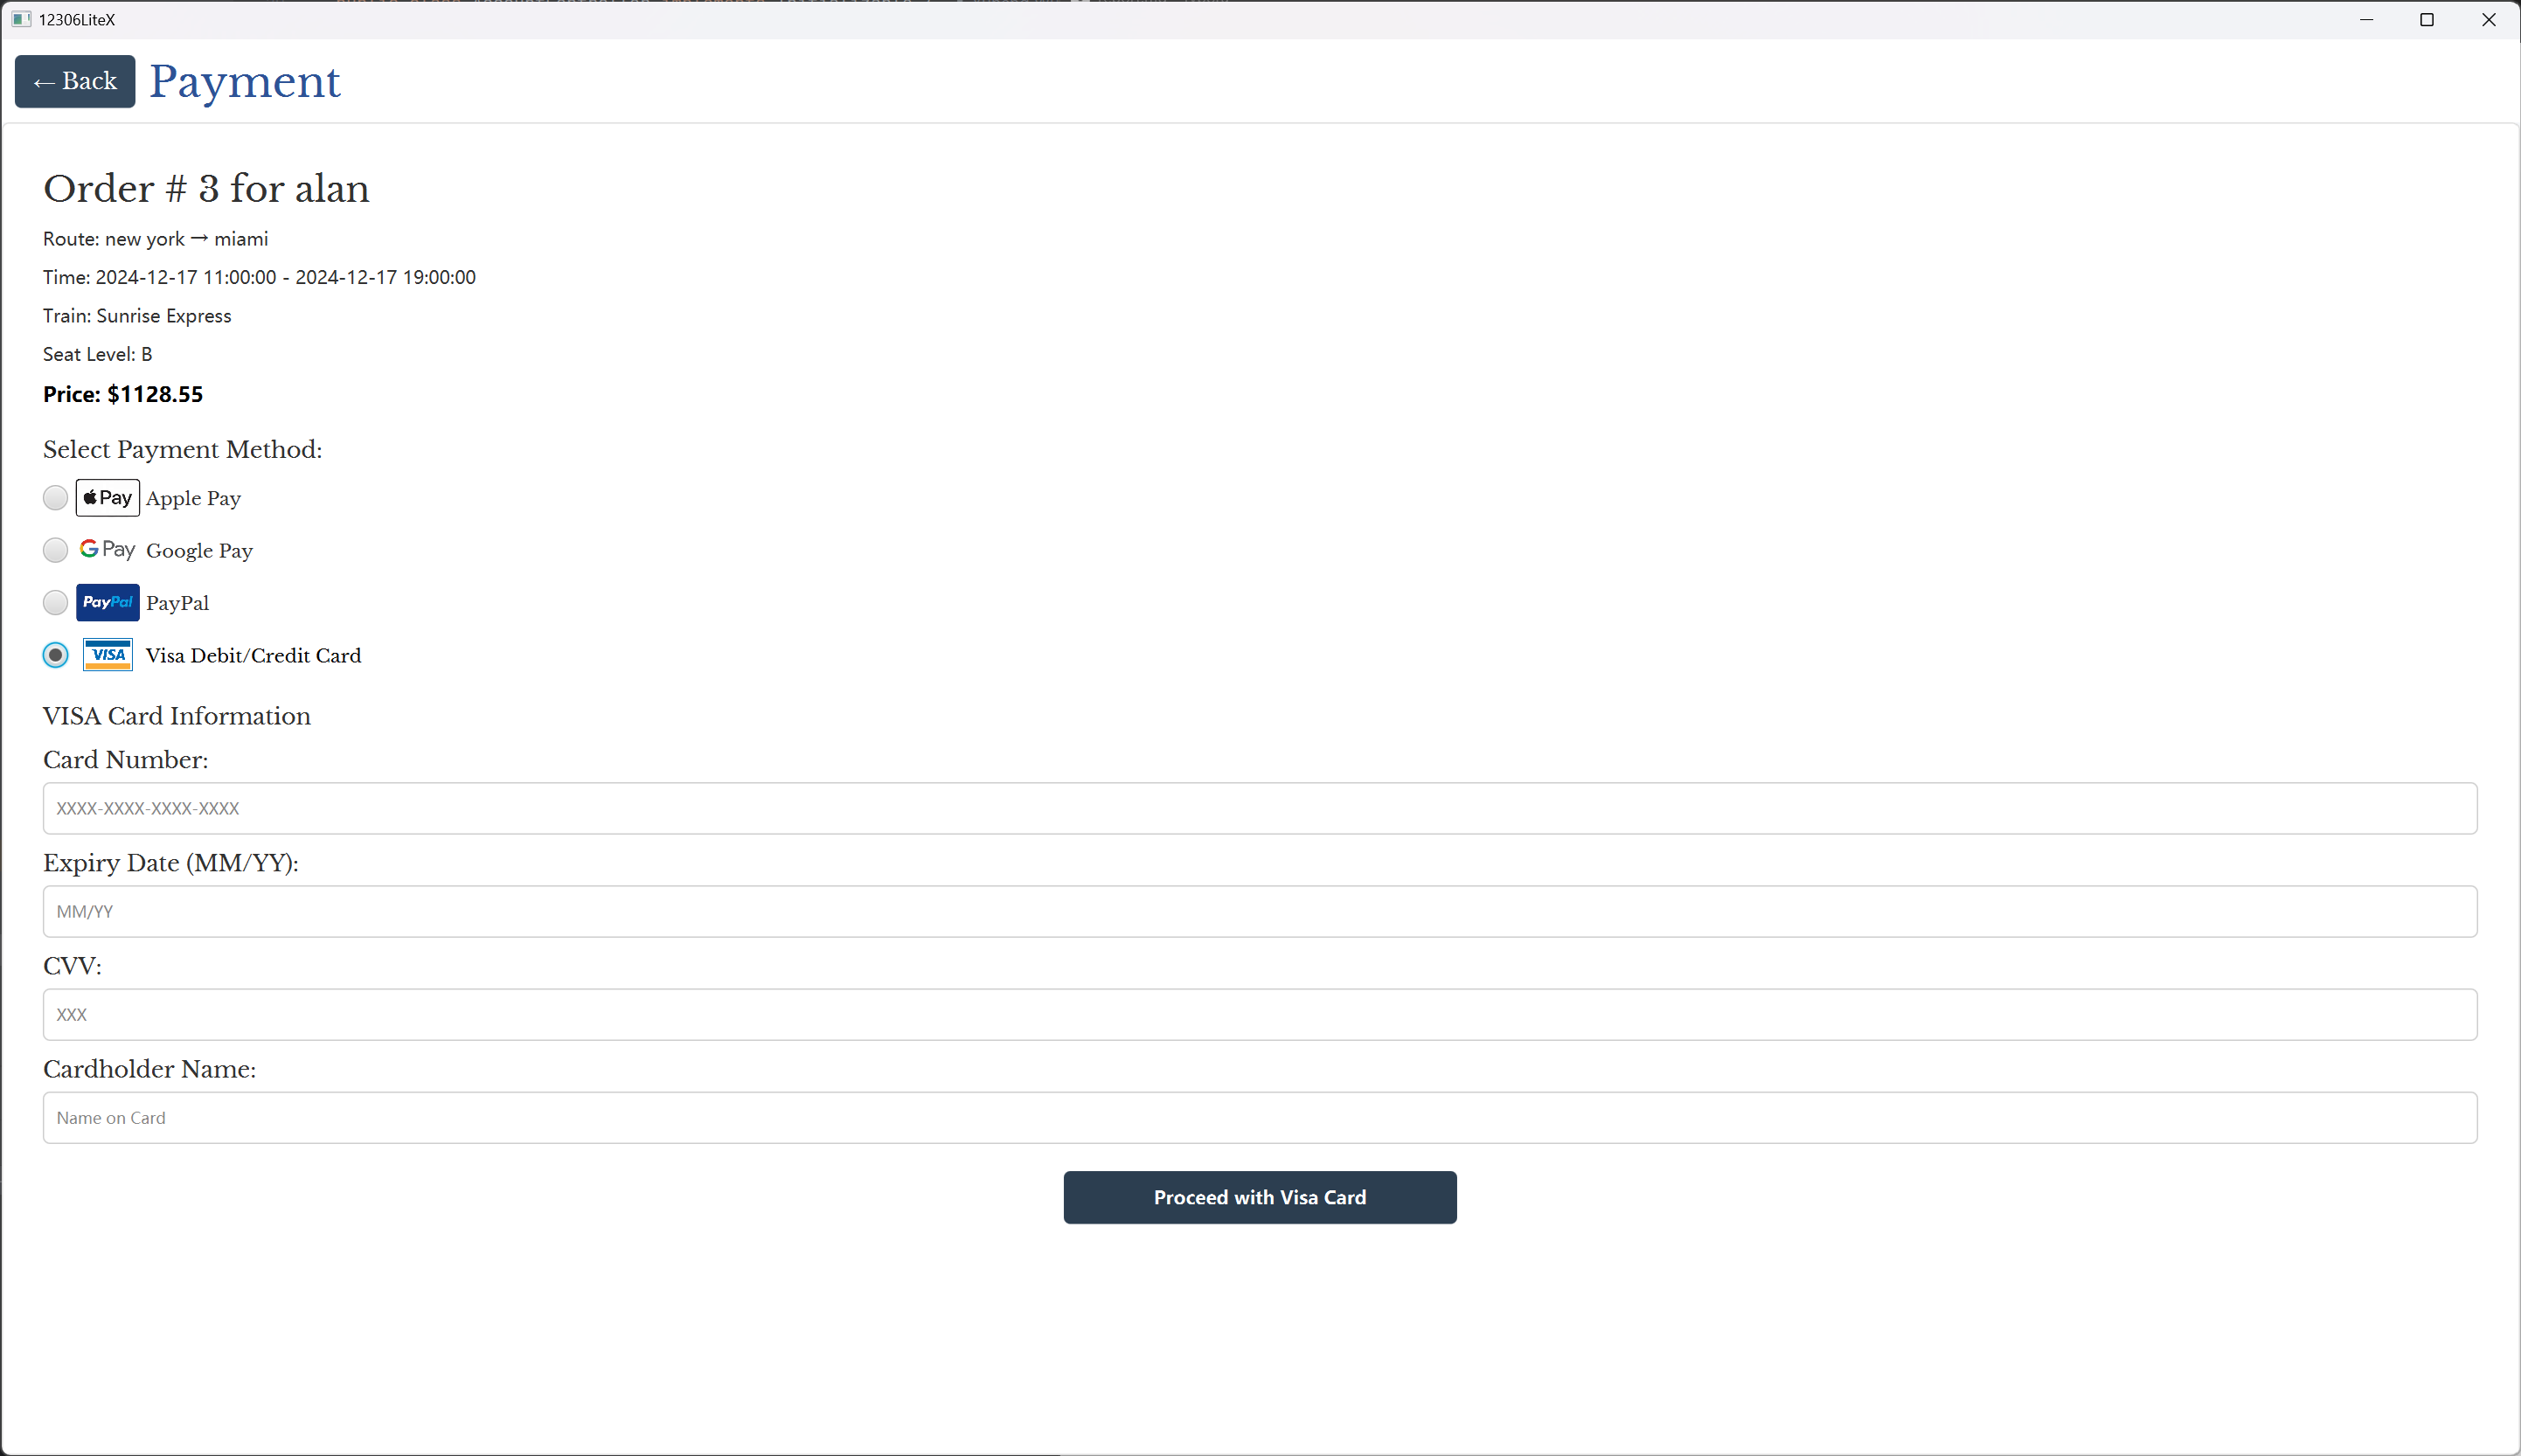 12306LiteX
← Back Payment
Order # 3 for alan
Route: new york → miami
Time: 2024-12-17 11:00:00 - 2024-12-17 19:00:00
Train: Sunrise Express
Seat Level: B
Price: $1128.55
Select Payment Method:
Pay Apple Pay
G Pay Google Pay
PayPal PayPal
VISA Visa Debit/Credit Card
VISA Card Information
Card Number:
XXXX-XXXX-XXXX-XXXX
Expiry Date (MM/YY):
MM/YY
CVV:
XXX
Cardholder Name:
Name on Card
Proceed with Visa Card